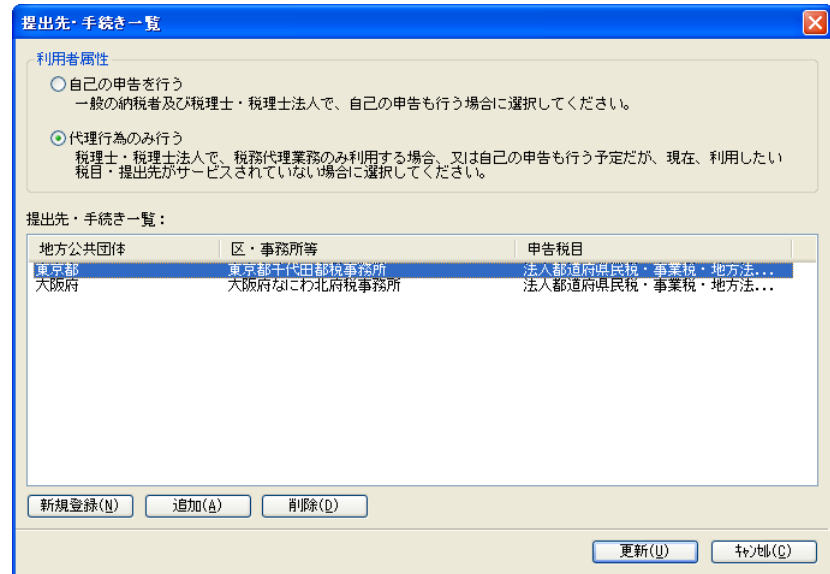 提出先・手続き一覧
利用者属性
自己の申告を行う
一般の納税者及び税理士・税理士法人で、自己の申告も行う場合に選択してください。
代理行為のみ行う
税理士・税理士法人で、税務代理業務のみ利用する場合、又は自己の申告も行う予定だが、現在、利用したい
税目・提出先がサービスされていない場合に選択してください。
提出先・手続き一覧：
地方公共団体 区・事務所等 申告税目
東京都 東京都千代田都税事務所 法人都道府県民税・事業税・地方法...
大阪府 大阪府なにわ北府税事務所 法人都道府県民税・事業税・地方法...
新規登録(N) 追加(A) 削除(D)
更新(U) ｷｬﾝｾﾙ(C)